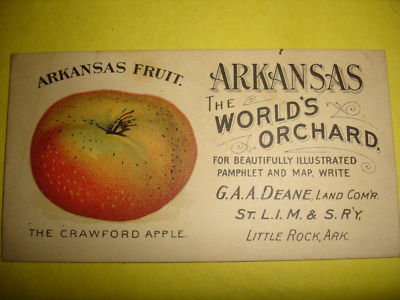 ARKANSAS FRUIT.
THE CRAWFORD APPLE.
ARKANSAS
THE WORLD'S
ORCHARD.
FOR BEAUTIFULLY ILLUSTRATED
PAMPHLET AND MAP, WRITE
G.A.A. DEANE, LAND COM'R.
ST. L. I. M. & S. R'Y,
LITTLE ROCK, ARK.